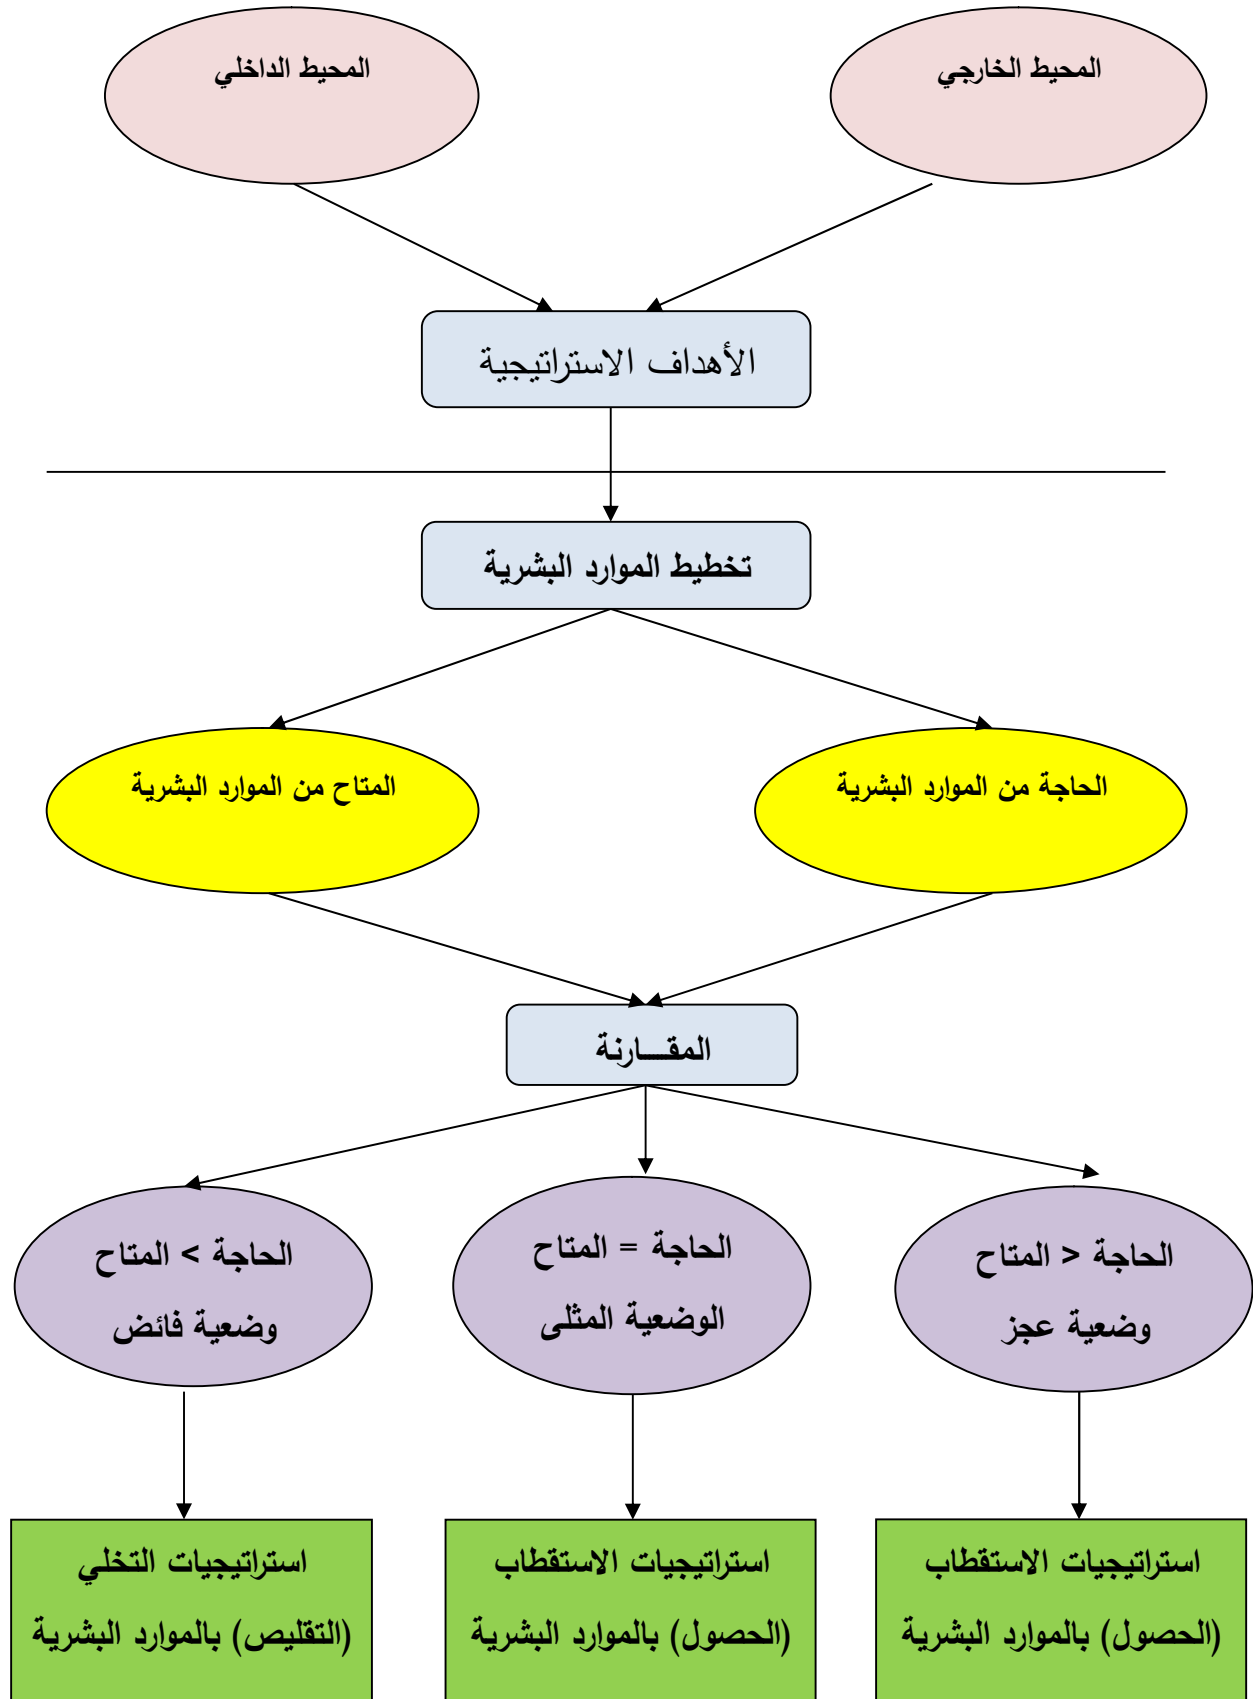 المحيط الخارجي
المحيط الداخلي
الأهداف الاستراتيجية
تخطيط الموارد البشرية
الحاجة من الموارد البشرية
المتاح من الموارد البشرية
المقـــارنة
الحاجة > المتاح
وضعية عجز
الحاجة = المتاح
الوضعية المثلى
الحاجة < المتاح
وضعية فائض
استراتيجيات الاستقطاب
(الحصول) بالموارد البشرية
استراتيجيات الاستقطاب
(الحصول) بالموارد البشرية
استراتيجيات التخلي
(التقليص) بالموارد البشرية